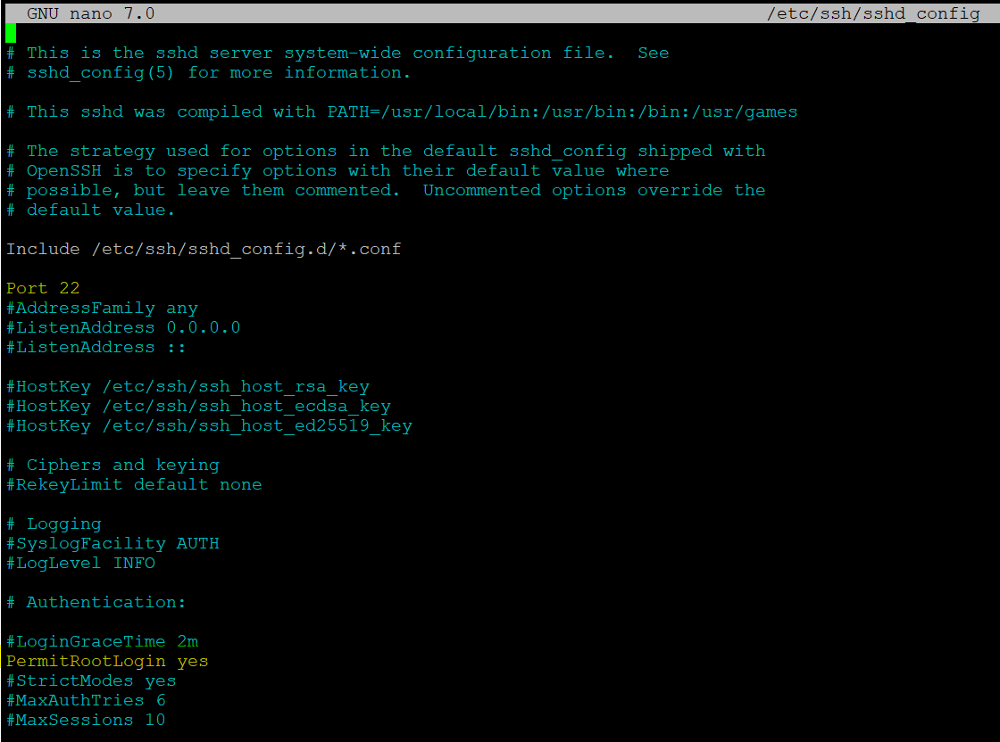 GNU nano 7.0 /etc/ssh/sshd_config
# This is the sshd server system-wide configuration file.  See
# sshd_config(5) for more information.
# This sshd was compiled with PATH=/usr/local/bin:/usr/bin:/bin:/usr/games
# The strategy used for options in the default sshd_config shipped with
# OpenSSH is to specify options with their default value where
# possible, but leave them commented.  Uncommented options override the
# default value.
Include /etc/ssh/sshd_config.d/*.conf
Port 22
#AddressFamily any
#ListenAddress 0.0.0.0
#ListenAddress ::
#HostKey /etc/ssh/ssh_host_rsa_key
#HostKey /etc/ssh/ssh_host_ecdsa_key
#HostKey /etc/ssh/ssh_host_ed25519_key
# Ciphers and keying
#RekeyLimit default none
# Logging
#SyslogFacility AUTH
#LogLevel INFO
# Authentication:
#LoginGraceTime 2m
PermitRootLogin yes
#StrictModes yes
#MaxAuthTries 6
#MaxSessions 10